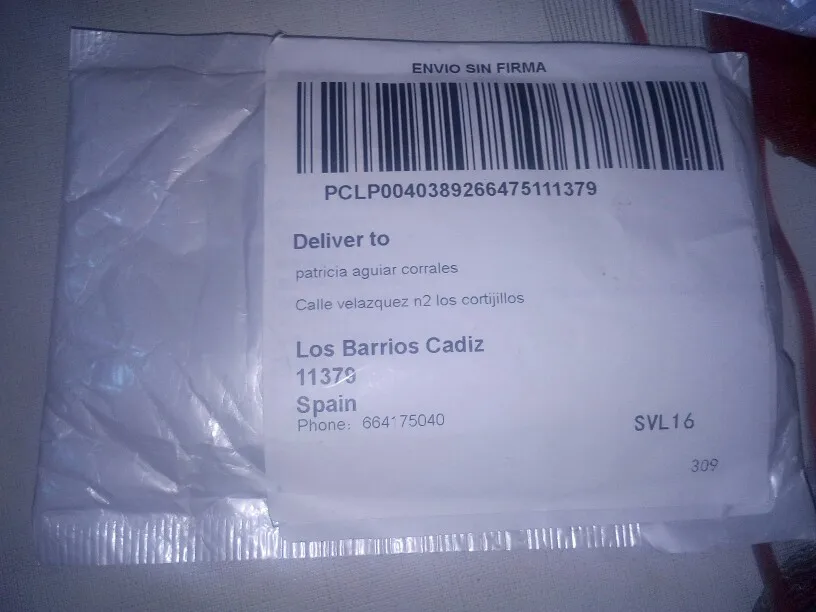 ENVIO SIN FIRMA
PCLP0040389266475111379
Deliver to
patricia aguiar corrales
Calle velazquez n2 los cortijillos
Los Barrios Cadiz
11379
Spain
Phone: 664175040
SVL16
309